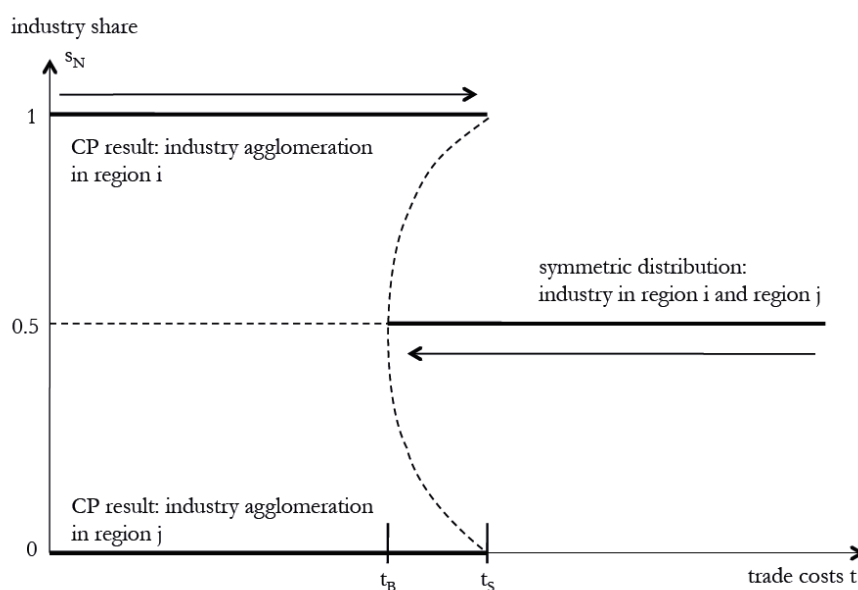 industry share
s_N
1
CP result: industry agglomeration
in region i
symmetric distribution:
industry in region i and region j
0.5
CP result: industry agglomeration
in region j
0
t_B
t_S
trade costs t